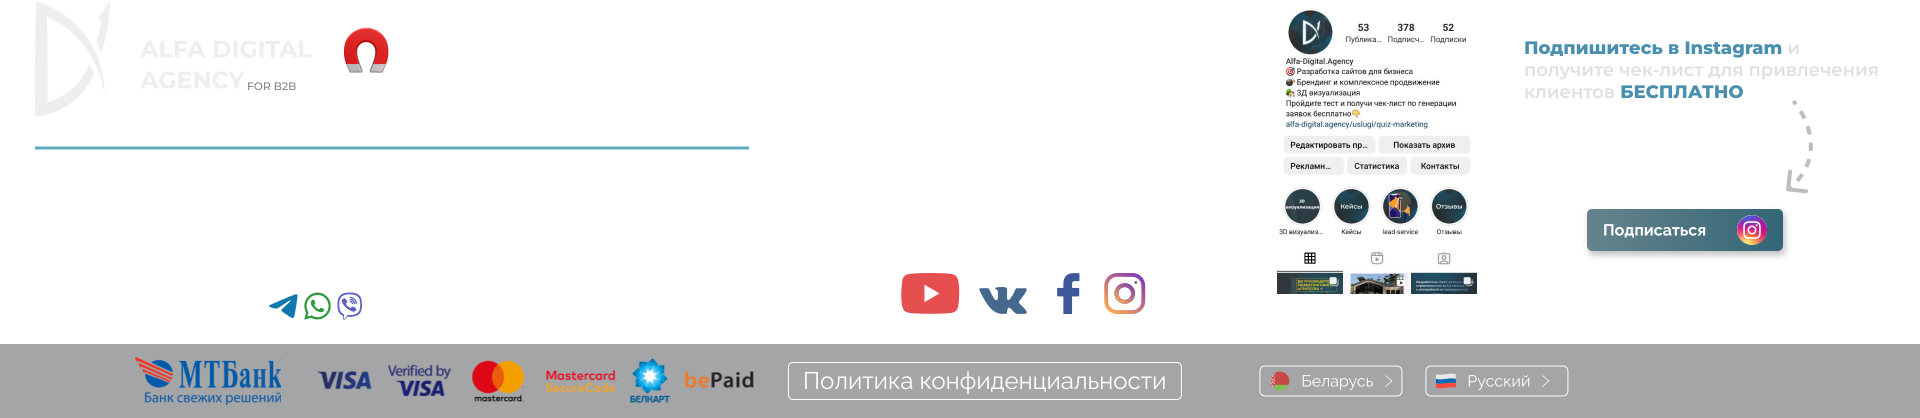 ALFA DIGITAL
AGENCY FOR B2B
53 378 52
Публика... Подписч... Подписки
Alfa-Digital.Agency
Разработка сайтов для бизнеса
Брендинг и комплексное продвижение
3Д визуализация
Пройдите тест и получи чек-лист по генерации
заявок бесплатно
alfa-digital.agency/uslugi/quiz-marketing
Редактировать пр... Показать архив
Рекламн... Статистика Контакты
3D
визуализация
Кейсы
Отзывы
3D визуализ... Кейсы lead-service Отзывы
Подпишитесь в Instagram и
получите чек-лист для привлечения
клиентов БЕСПЛАТНО
Подписаться
МТБанк
Банк свежих решений
VISA
Verified by
VISA
mastercard.
Mastercard
SecureCode
БЕЛКАРТ
bePaid
Политика конфиденциальности
Беларусь
Русский